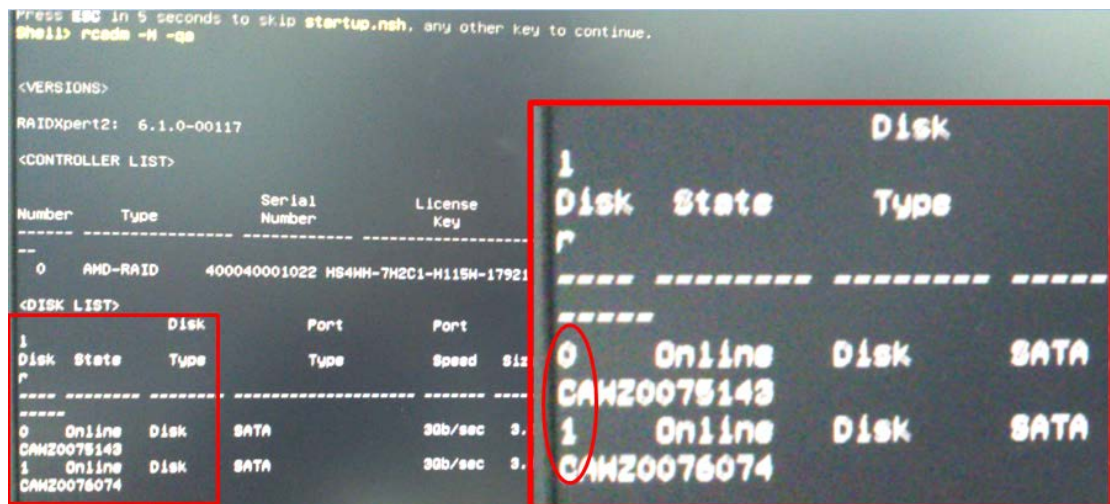 Press ESC in 5 seconds to skip startup.nsh, any other key to continue.
Shell> rcadm -M -qa
<VERSIONS>
RAIDXpert2: 6.1.0-00117
<CONTROLLER LIST>
Serial License
Number Type Number Key
------ ----------------- ------------- -------------------
--
0 AMD-RAID 400040001022 HS4WH-7H2C1-H115W-17921
<DISK LIST>
Disk Port Port
l
Disk State Type Type Speed Siz
r
---- -------- -------- -------------------- ------- -----
-----
0 Online Disk SATA 3Gb/sec 3.
CAWZ0075143
1 Online Disk SATA 3Gb/sec 3.
CAWZ0076074
Disk
l
Disk State Type
r
---- -------- -------- -----
-----
0 Online Disk SATA
CAWZ0075143
1 Online Disk SATA
CAWZ0076074